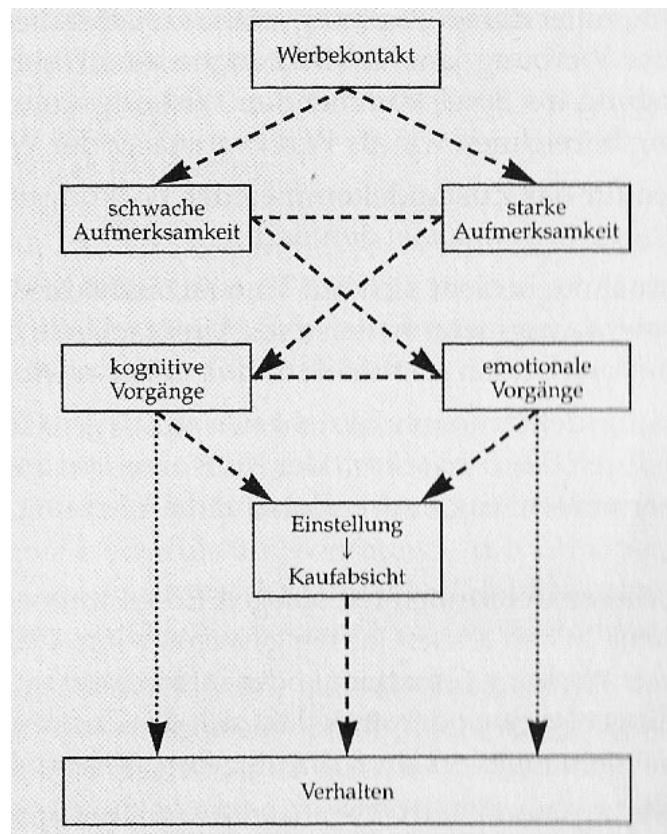 Werbekontakt
schwache
Aufmerksamkeit
starke
Aufmerksamkeit
kognitive
Vorgänge
emotionale
Vorgänge
Einstellung
↓
Kaufabsicht
Verhalten